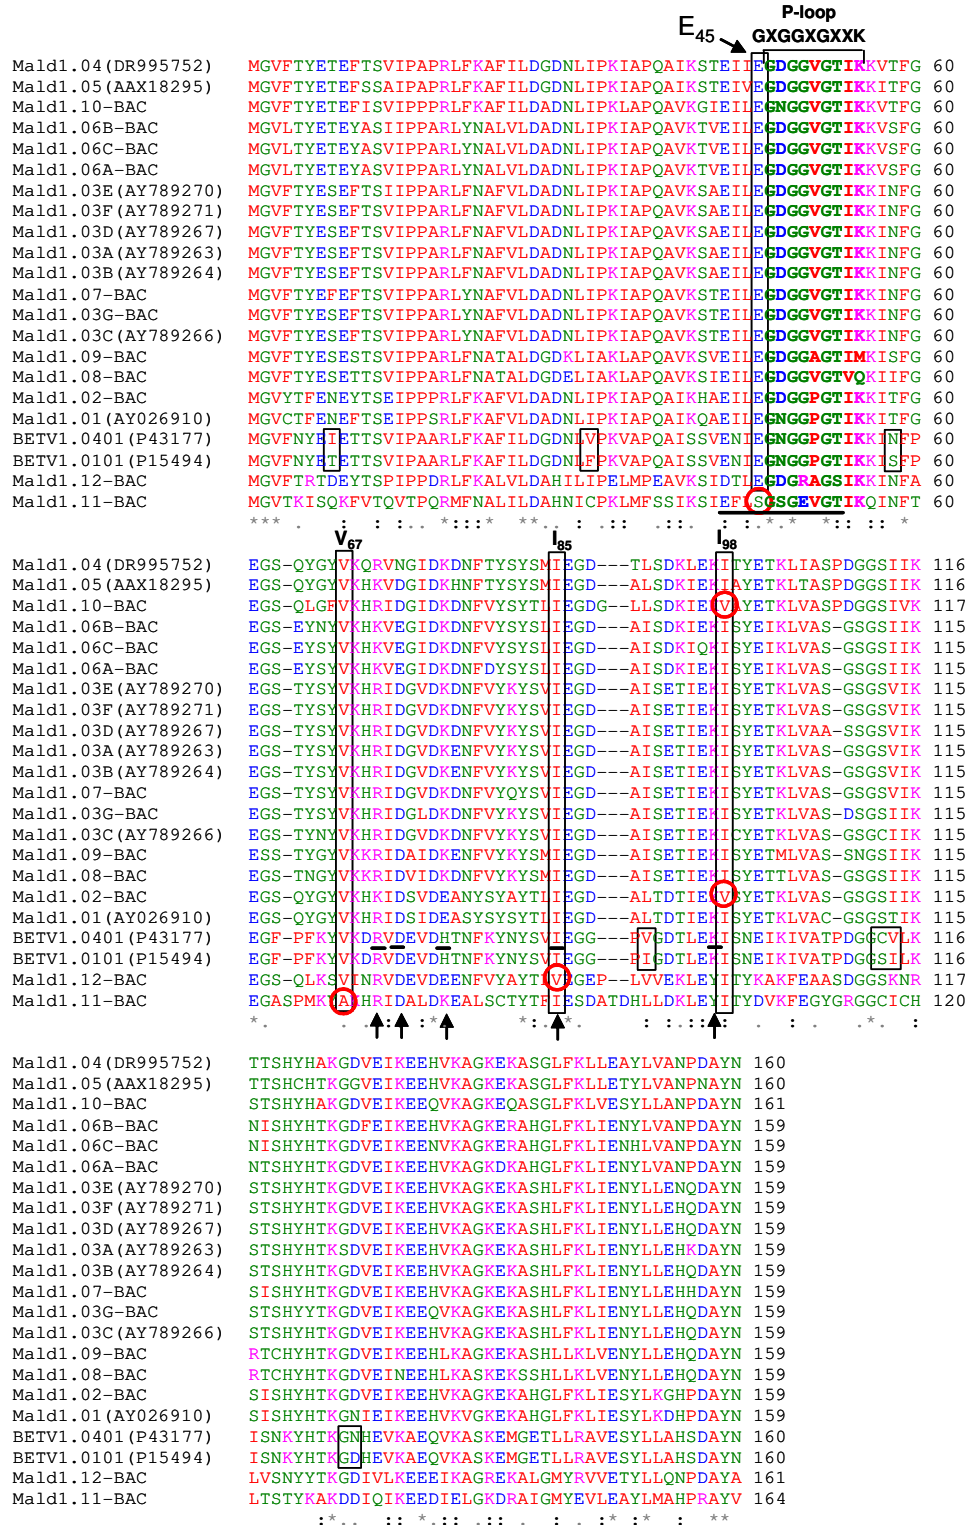 P-loop
E45 GXGGXGXXK
Mald1.04(DR995752) MGVFTYETEFTSVIPAPRLFKAFILDGDNLIPKIAPQAIKSTEIIEGDGGVGTIKKVTFG 60
Mald1.05(AAX18295) MGVFTYETEFTSSIPAPRLFKAFILDGDNLIPKIAPQAIKSTEIVEGDGGVGTIKKITFG 60
Mald1.10-BAC MGVFTYETEFTSIIPPARLFKAFILDGDNLIPKIAPQAVKGIEILEGNGGVGTIKKVTFG 60
Mald1.06B-BAC MGVLTYETEYASIIPPARLYNALVLDADNLIPKIAPQAVKTVEILEGDGGVGTIKKVSFG 60
Mald1.06C-BAC MGVLTYETEYASVIPPARLYNALVLDADNLIPKIAPQAVKTVEILEGDGGVGTIKKVSFG 60
Mald1.06A-BAC MGVLTYETEYASVIPPARLYNALVLDADNLIPKIAPQAVKTVEILEGDGGVGTIKKVSFG 60
Mald1.03E(AY789270) MGVFTYESEFTSIIPPARLFNAFVLDADNLIPKIAPQAVKSAEILEGDGGVGTIKKINFG 60
Mald1.03F(AY789271) MGVFTYESEFTSVIPPARLFNAFVLDADNLIPKIAPQAVKSAEILEGDGGVGTIKKINFG 60
Mald1.03D(AY789267) MGVFTYESEFTSVIPPARLFNAFVLDADNLIPKIAPQAVKSAEILEGDGGVGTIKKINFG 60
Mald1.03A(AY789263) MGVFTYESEFTSVIPPARLFNAFVLDADNLIPKIAPQAVKSTEILEGDGGVGTIKKINFG 60
Mald1.03B(AY789264) MGVFTYESEFTSVIPPARLFNAFVLDADNLIPKIAPQAVKSTEILEGDGGVGTIKKINFG 60
Mald1.07-BAC MGVFTYEFEFTSVIPPARLYNAFVLDADNLIPKIAPQAVKSTEILEGDGGVGTIKKINFG 60
Mald1.03G-BAC MGVFTYESEFTSVIPPARLYNAFVLDADNLIPKIAPQAVKSTEILEGDGGVGTIKKINFG 60
Mald1.03C(AY789266) MGVFTYESEFTSVIPPARLFNAFVLDADNLIPKIAPQAVKSTEILEGDGGVGTIKKINFG 60
Mald1.09-BAC MGVFTYESESTSVIPPARLFNATALDGDKLIAKIAPQAVKSVEILEGDGGAGTIMKISFG 60
Mald1.08-BAC MGVFTYESETTSVIPPARLFNATALDGDELIAKLAPQAVKSIEILEGDGGVGTVQKIIFG 60
Mald1.02-BAC MGVYTFENEYTSEIPPPRLFKAFVLDADNLIPKIAPQAIKHAEILEGDGGPGTIKKITFG 60
Mald1.01(AY026910) MGVCTFENEFTSEIPPSRLFKAFVLDADNLIPKIAPQAIKQAEILEGNGGPGTIKKITFG 60
BETV1.0401(P43177) MGVFNYEIETTSVIPAARLFKAFILDGDNLVPKVAPQAISSVENIEGNGGPGTIKKINFP 60
BETV1.0101(P15494) MGVFNYETETTSVIPAARLFKAFILDGDNLFPKVAPQAISSVENIEGNGGPGTIKKISFP 60
Mald1.12-BAC MGTRTDEYTSTIPVQRMFNALILDAHILIPELMPEAVKSIDTLEGDGRAGSIKKINFA 60
Mald1.11-BAC MGVTKISQKFVTQVTPQRMFNALILDAHNICPKLMFSSIKSIEFLSGSGEVGTIKQINFT 60
V67 I85 I98
Mald1.04(DR995752) EGS-QYGYVKQRVNGIDKDNFTYSYSMIEGD---TLSDKLEKITYETKLIASPDGGSIIK 116
Mald1.05(AAX18295) EGS-QYGYVKHRIDGIDKHNFTYSYSMIEGD---ALSDKIEKIAYETKLTASPDGGSIIK 116
Mald1.10-BAC EGS-QLGFVKHRIDGIDKDNFVYSYTLIEGDG--LLSDKIEKVAYETKLVASPDGGSIVK 117
Mald1.06B-BAC EGS-EYNYVKHKVEGIDKDNFVYSYSLIEGD---AISDKIEKISYETKLVAS-GSGSIIK 115
Mald1.06C-BAC EGS-EYSYVKHKVEGIDKDNFVYSYSLIEGD---AISDKIQKISYETKLVAS-GSGSIIK 115
Mald1.06A-BAC EGS-EYSYVKHKVEGIDKDNFDYSYSLIEGD---AISDKIEKISYETKLVAS-GSGSIIK 115
Mald1.03E(AY789270) EGS-TYSYVKHRIDGVDKDNFVYKYSVIEGD---AISETIEKISYETKLVAS-GSGSVIK 115
Mald1.03F(AY789271) EGS-TYSYVKHRIDGVDKDNFVYKYSVIEGD---AISETIEKISYETKLVAS-GSGSVIK 115
Mald1.03D(AY789267) EGS-TYSYVKHRIDGVDKDNFVYKYSVIEGD---AISETIEKISYETKLVAA-SGSGSVIK 115
Mald1.03A(AY789263) EGS-TYSYVKHRIDGVDKENFVYKYSVIEGD---AISETIEKISYETKLVAS-GSGSVIK 115
Mald1.03B(AY789264) EGS-TYSYVKHRIDGVDKENFVYKYSVIEGD---AISETIEKISYETKLVAS-GSGSVIK 115
Mald1.07-BAC EGS-TYSYVKHRIDGVDKDNFVYQYSVIEGD---AISETIEKISYETKLVAS-GSGSVIK 115
Mald1.03G-BAC EGS-TYSYVKHRIDGLDKDNFVYKYSVIEGD---AISETIEKISYETKLVAS-DSGSIIK 115
Mald1.03C(AY789266) EGS-TYNYVKHRIDGVDKDNFVYKYSVIEGD---AISETIEKICYETKLVAS-GSGCIIK 115
Mald1.09-BAC ESS-TYGYVKKRIDAIDKENFVYKYSMIEGD---AISETIEKISYETMLVAS-SNGSIIK 115
Mald1.08-BAC EGS-TNGYVKKRIDVIDKDNFVYKYSMIEGD---AISETIEKISYETTLVAS-GSGSIIK 115
Mald1.02-BAC EGS-QYGYVKHKIDSVDEANYSYAYTLIEGD---ALTDTIEKVSYETKLVAS-GSGSIIK 115
Mald1.01(AY026910) EGS-QYGYVKHRIDSIDEASYSYSYTLIEGD---ALTDTIEKISYETKLVAC-GSGSTIK 115
BETV1.0401(P43177) EGF-PFKYVKDRVDEVDHTNFKYNYSVIEGG---PVGDTLEKISNEIKIVATPDGGCVLK 116
BETV1.0101(P15494) EGF-PFKYVKDRVDEVDHTNFKYNYSVIEGG---PIGDTLEKISNEIKIVATPDGGSILK 116
Mald1.12-BAC EGS-QLKSVINRVDEVDEENFVYAYTLVEGEP--LVVEKLEYITYKAKFEAASDGGSKNR 117
Mald1.11-BAC EGASPMKYAKHRIDALDKEALSCTYTFIESDATDHLLDKLEYITYDVKFEGYGRGGCICH 120
Mald1.04(DR995752) TTSHYHAKGDVEIKEEHVKAGKEKASGLFKLLEAYLVANPDAYN 160
Mald1.05(AAX18295) TTSHCHTKGGVEIKEEHVKAGKEKASGLFKLLETYLVANPNAYN 160
Mald1.10-BAC STSHYHAKGDVEIKEEQVKAGKEQASGLFKLVESYLLANPDAYN 161
Mald1.06B-BAC NISHYHTKGDFEIKEEHVKAGKERAHGLFKLIENYLVANPDAYN 159
Mald1.06C-BAC NISHYHTKGDVEIKEENVKAGKERAHGLFKLIENHLVANPDAYN 159
Mald1.06A-BAC NTSHYHTKGDVEIKEEHVKAGKDKAHGLFKLIENYLVANPDAYN 159
Mald1.03E(AY789270) STSHYHTKGDVEIKEEHVKAGKEKASHLFKLIENYLLENQDAYN 159
Mald1.03F(AY789271) STSHYHTKGDVEIKEEHVKAGKEKASHLFKLIENYLLEHQDAYN 159
Mald1.03D(AY789267) STSHYHTKGDVEIKEEHVKAGKEKASHLFKLIENYLLEHQDAYN 159
Mald1.03A(AY789263) STSHYHTKSDVEIKEEHVKAGKEKASHLFKLIENYLLEHKDAYN 159
Mald1.03B(AY789264) STSHYHTKGDVEIKEEHVKAGKEKASHLFKLIENYLLEHQDAYN 159
Mald1.07-BAC SISHYHTKGDVEIKEEHVKAGKEKASHLFKLIENYLLEHHDAYN 159
Mald1.03G-BAC STSHYYTKGDVEIKEEQVKAGKEKASHLFKLIENYLLEHQDAYN 159
Mald1.03C(AY789266) STSHYHTKGDVEIKEEHVKAGKEKASHLFKLIENYLLEHQDAYN 159
Mald1.09-BAC RTCHYHTKGDVEIKEEHLKAGKEKASHLLKLVENYLLEHQDAYN 159
Mald1.08-BAC RTCHYHTKGDVEINEEHLKASKEKSSHLLKLVENYLLEHQDAYN 159
Mald1.02-BAC SISHYHTKGDVEIKEEHVKAGKEKAHGLFKLIESYLKGHPDAYN 159
Mald1.01(AY026910) SISHYHTKGNIEIKEEHVKVGKEKAHGLFKLIESYLKDHPDAYN 159
BETV1.0401(P43177) ISNKYHTKGNHEVKAEQVKASKEMGETLLRAVESYLLAHSDAYN 160
BETV1.0101(P15494) ISNKYHTKGDHEVKAEQVKASKEMGETLLRAVESYLLAHSDAYN 160
Mald1.12-BAC LVSNYYTKGDIVLKEEEIKAGREKALGMYRVVETYLLQNPDAYA 161
Mald1.11-BAC LTSTYKAKDDIQIKEEDIELGKDRAIGMYEVLEAYLMAHPRAYV 164